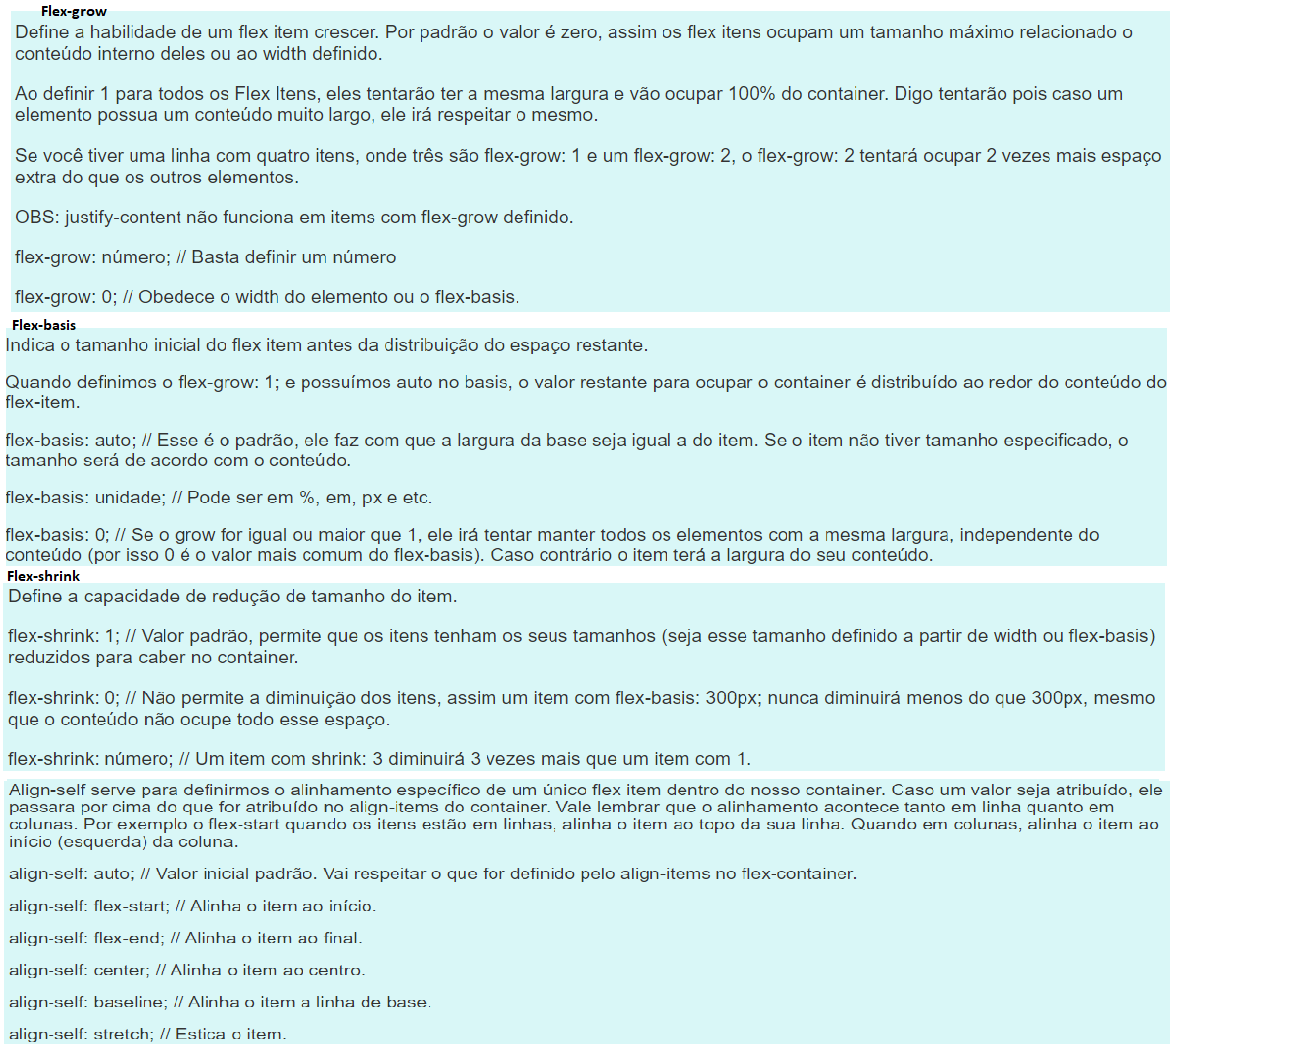 Flex-grow
Define a habilidade de um flex item crescer. Por padrão o valor é zero, assim os flex itens ocupam um tamanho máximo relacionado o
conteúdo interno deles ou ao width definido.
Ao definir 1 para todos os Flex Itens, eles tentarão ter a mesma largura e vão ocupar 100% do container. Digo tentarão pois caso um
elemento possua um conteúdo muito largo, ele irá respeitar o mesmo.
Se você tiver uma linha com quatro itens, onde três são flex-grow: 1 e um flex-grow: 2, o flex-grow: 2 tentará ocupar 2 vezes mais espaço
extra do que os outros elementos.
OBS: justify-content não funciona em items com flex-grow definido.
flex-grow: número; // Basta definir um número
flex-grow: 0; // Obedece o width do elemento ou o flex-basis.
Flex-basis
Indica o tamanho inicial do flex item antes da distribuição do espaço restante.
Quando definimos o flex-grow: 1; e possuímos auto no basis, o valor restante para ocupar o container é distribuído ao redor do conteúdo do
flex-item.
flex-basis: auto; // Esse é o padrão, ele faz com que a largura da base seja igual a do item. Se o item não tiver tamanho especificado, o
tamanho será de acordo com o conteúdo.
flex-basis: unidade; // Pode ser em %, em, px e etc.
flex-basis: 0; // Se o grow for igual ou maior que 1, ele irá tentar manter todos os elementos com a mesma largura, independente do
conteúdo (por isso 0 é o valor mais comum do flex-basis). Caso contrário o item terá a largura do seu conteúdo.
Flex-shrink
Define a capacidade de redução de tamanho do item.
flex-shrink: 1; // Valor padrão, permite que os itens tenham os seus tamanhos (seja esse tamanho definido a partir de width ou flex-basis)
reduzidos para caber no container.
flex-shrink: 0; // Não permite a diminuição dos itens, assim um item com flex-basis: 300px; nunca diminuirá menos do que 300px, mesmo
que o conteúdo não ocupe todo esse espaço.
flex-shrink: número; // Um item com shrink: 3 diminuirá 3 vezes mais que um item com 1.
Align-self serve para definirmos o alinhamento específico de um único flex item dentro do nosso container. Caso um valor seja atribuído, ele
passara por cima do que for atribuído no align-items do container. Vale lembrar que o alinhamento acontece tanto em linha quanto em
colunas. Por exemplo o flex-start quando os itens estão em linhas, alinha o item ao topo da sua linha. Quando em colunas, alinha o item ao
início (esquerda) da coluna.
align-self: auto; // Valor inicial padrão. Vai respeitar o que for definido pelo align-items no flex-container.
align-self: flex-start; // Alinha o item ao início.
align-self: flex-end; // Alinha o item ao final.
align-self: center; // Alinha o item ao centro.
align-self: baseline; // Alinha o item a linha de base.
align-self: stretch; // Estica o item.